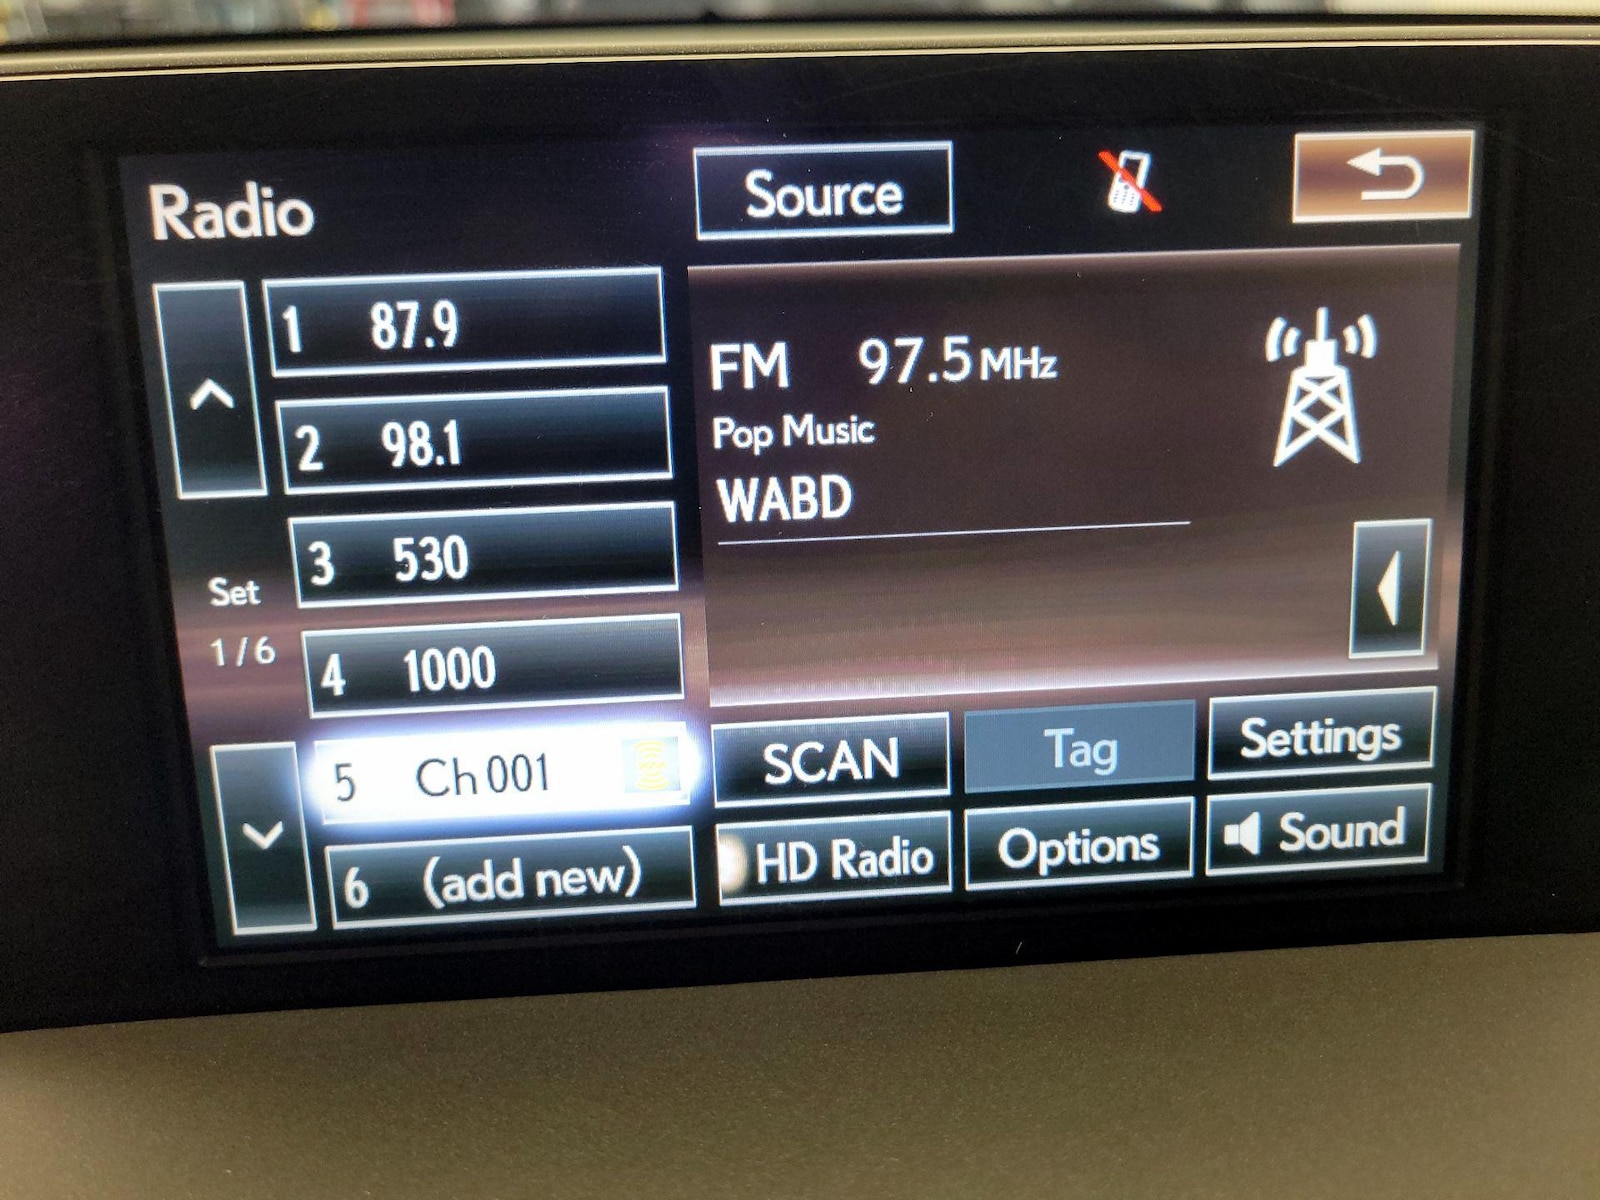 Radio
Source
1 87.9
2 98.1
3 530
4 1000
5 Ch 001
6 (add new)
Set
1/6
FM 97.5 MHz
Pop Music
WABD
SCAN
Tag
Settings
HD Radio
Options
Sound